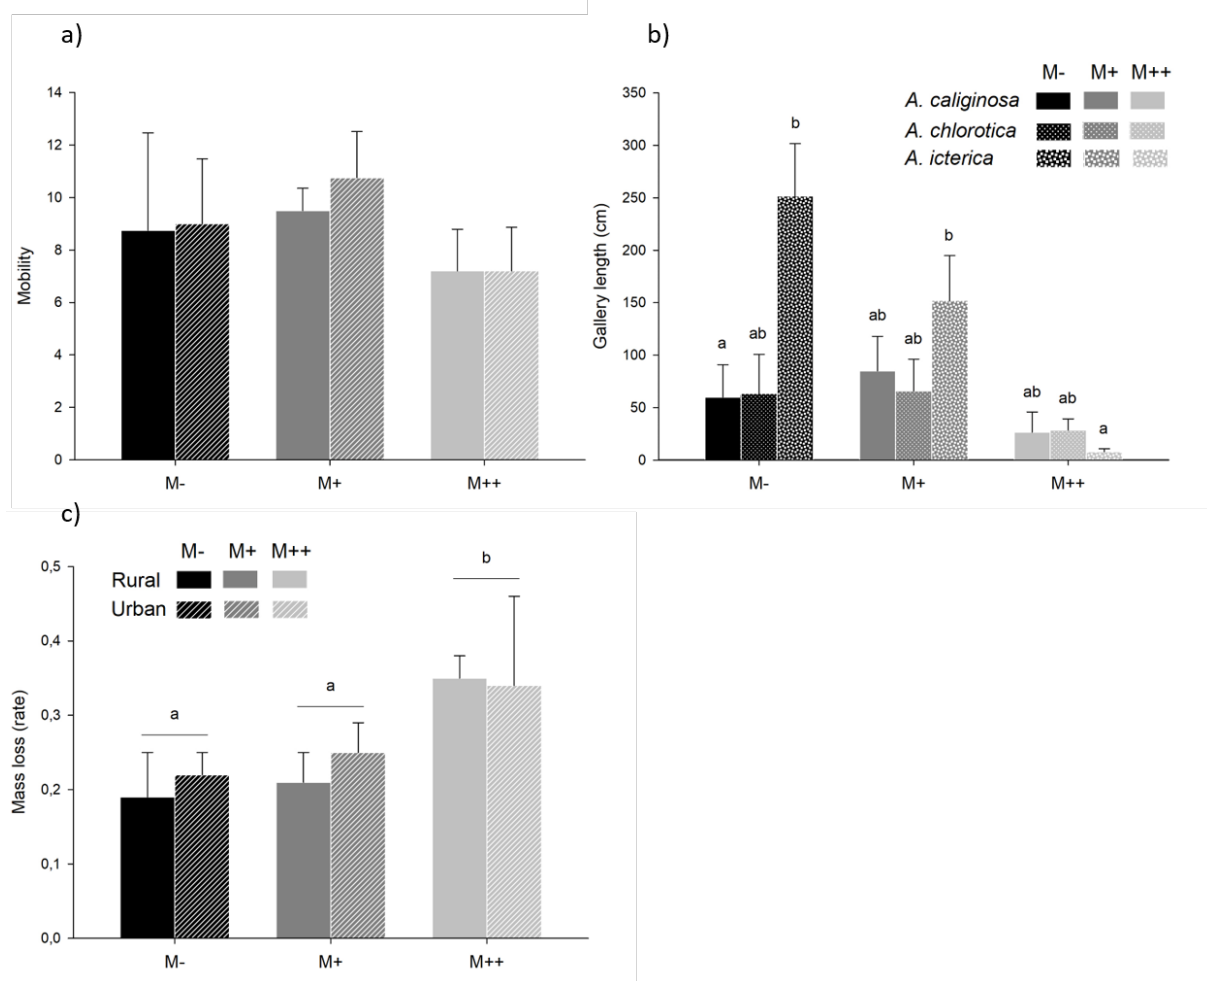 a)
14
12
10
8
6
4
2
0
Mobility
M- M+ M++
b)
M- M+ M++
A. caliginosa
A. chlorotica
A. icterica
350
300
250
200
150
100
50
0
Gallery length (cm)
a ab b
ab ab b
ab ab a
M- M+ M++
c)
M- M+ M++
Rural
Urban
0,5
0,4
0,3
0,2
0,1
0,0
Mass loss (rate)
a a b
M- M+ M++